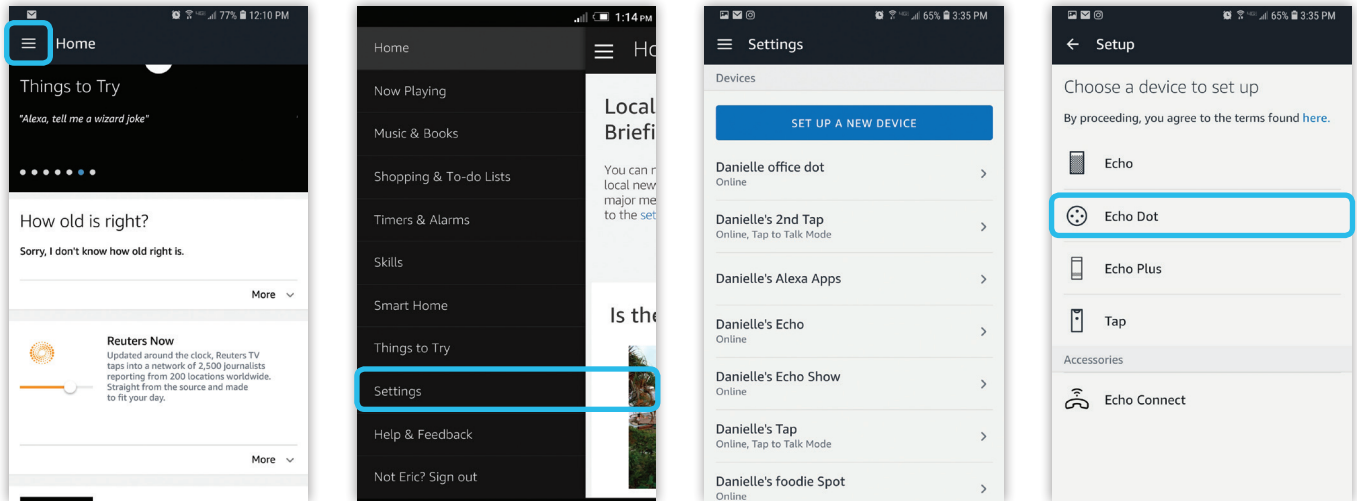 77% 12:10 PM
Home
Things to Try
"Alexa, tell me a wizard joke"
How old is right?
Sorry, I don't know how old right is.
More
Reuters Now
Updated around the clock, Reuters TV
taps into a network of 2,500 journalists
reporting from 200 locations worldwide.
Straight from the source and made
to fit your day.
More
1:14 PM
Home
Now Playing
Music & Books
Shopping & To-do Lists
Timers & Alarms
Skills
Smart Home
Things to Try
Settings
Help & Feedback
Not Eric? Sign out
Ho
Local
Briefi
You can r
local new
major me
to the set
Is the
65% 3:35 PM
Settings
Devices
SET UP A NEW DEVICE
Danielle office dot
Online
Danielle's 2nd Tap
Online, Tap to Talk Mode
Danielle's Alexa Apps
Danielle's Echo
Online
Danielle's Echo Show
Online
Danielle's Tap
Online, Tap to Talk Mode
Danielle's foodie Spot
Online
65% 3:35 PM
Setup
Choose a device to set up
By proceeding, you agree to the terms found here.
Echo
Echo Dot
Echo Plus
Tap
Accessories
Echo Connect